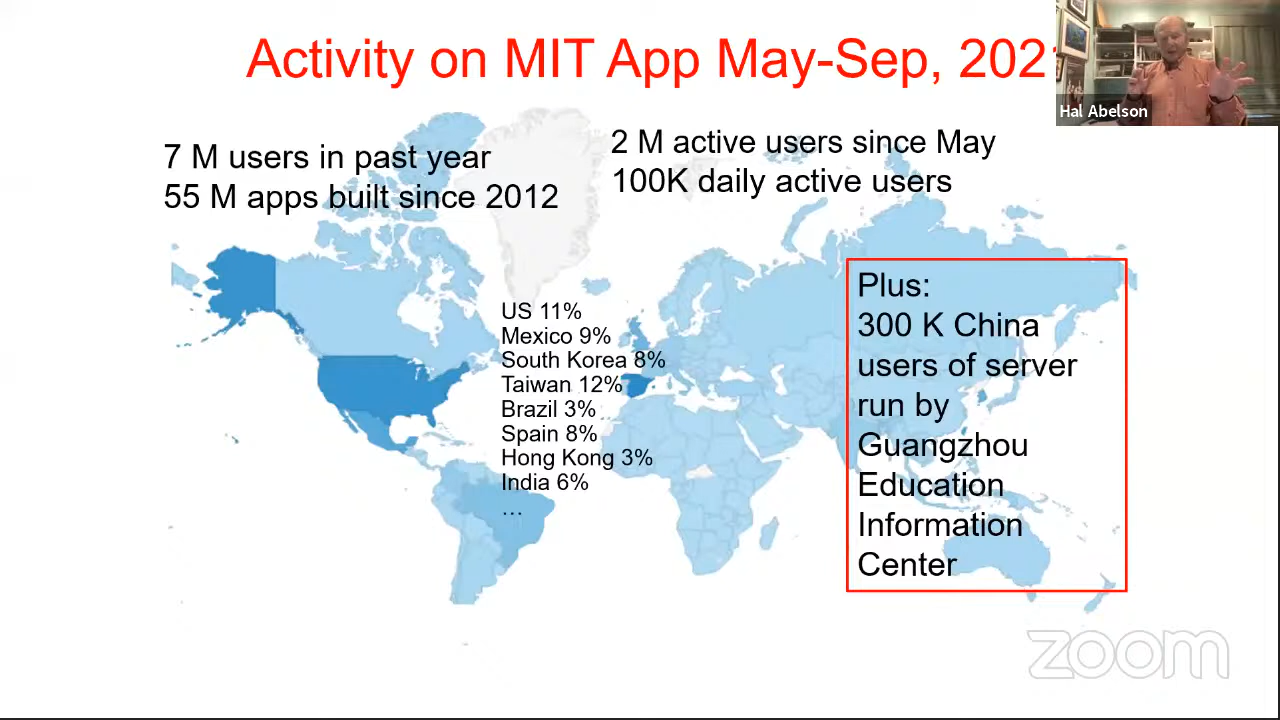 Activity on MIT App May-Sep, 202
Hal Abelson
7 M users in past year
55 M apps built since 2012
2 M active users since May
100K daily active users
US 11%
Mexico 9%
South Korea 8%
Taiwan 12%
Brazil 3%
Spain 8%
Hong Kong 3%
India 6%
...
Plus:
300 K China
users of server
run by
Guangzhou
Education
Information
Center
zoom